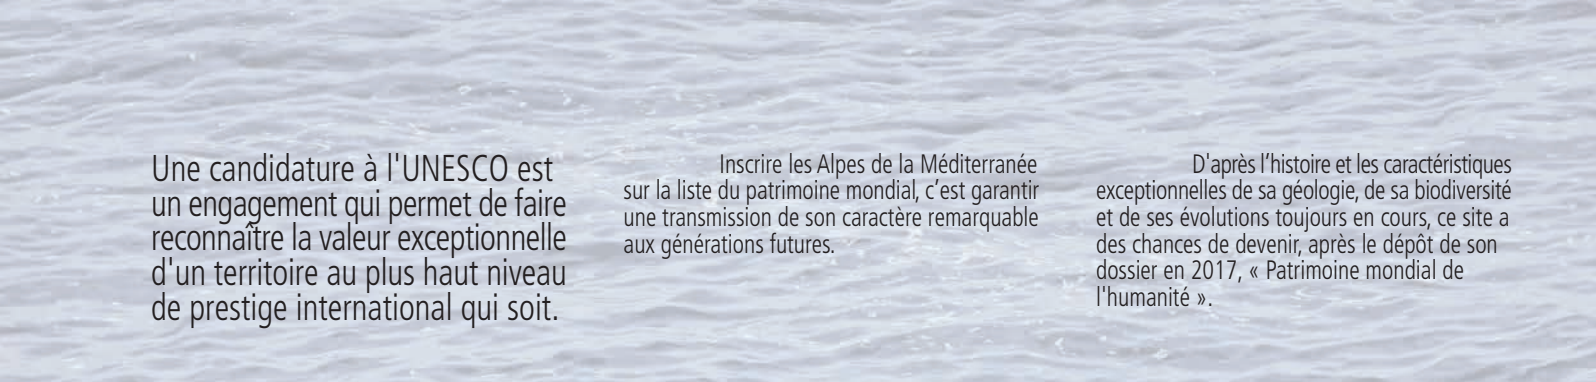 Une candidature à l'UNESCO est
un engagement qui permet de faire
reconnaître la valeur exceptionnelle
d'un territoire au plus haut niveau
de prestige international qui soit.
Inscrire les Alpes de la Méditerranée
sur la liste du patrimoine mondial, c’est garantir
une transmission de son caractère remarquable
aux générations futures.
D'après l’histoire et les caractéristiques
exceptionnelles de sa géologie, de sa biodiversité
et de ses évolutions toujours en cours, ce site a
des chances de devenir, après le dépôt de son
dossier en 2017, « Patrimoine mondial de
l'humanité ».